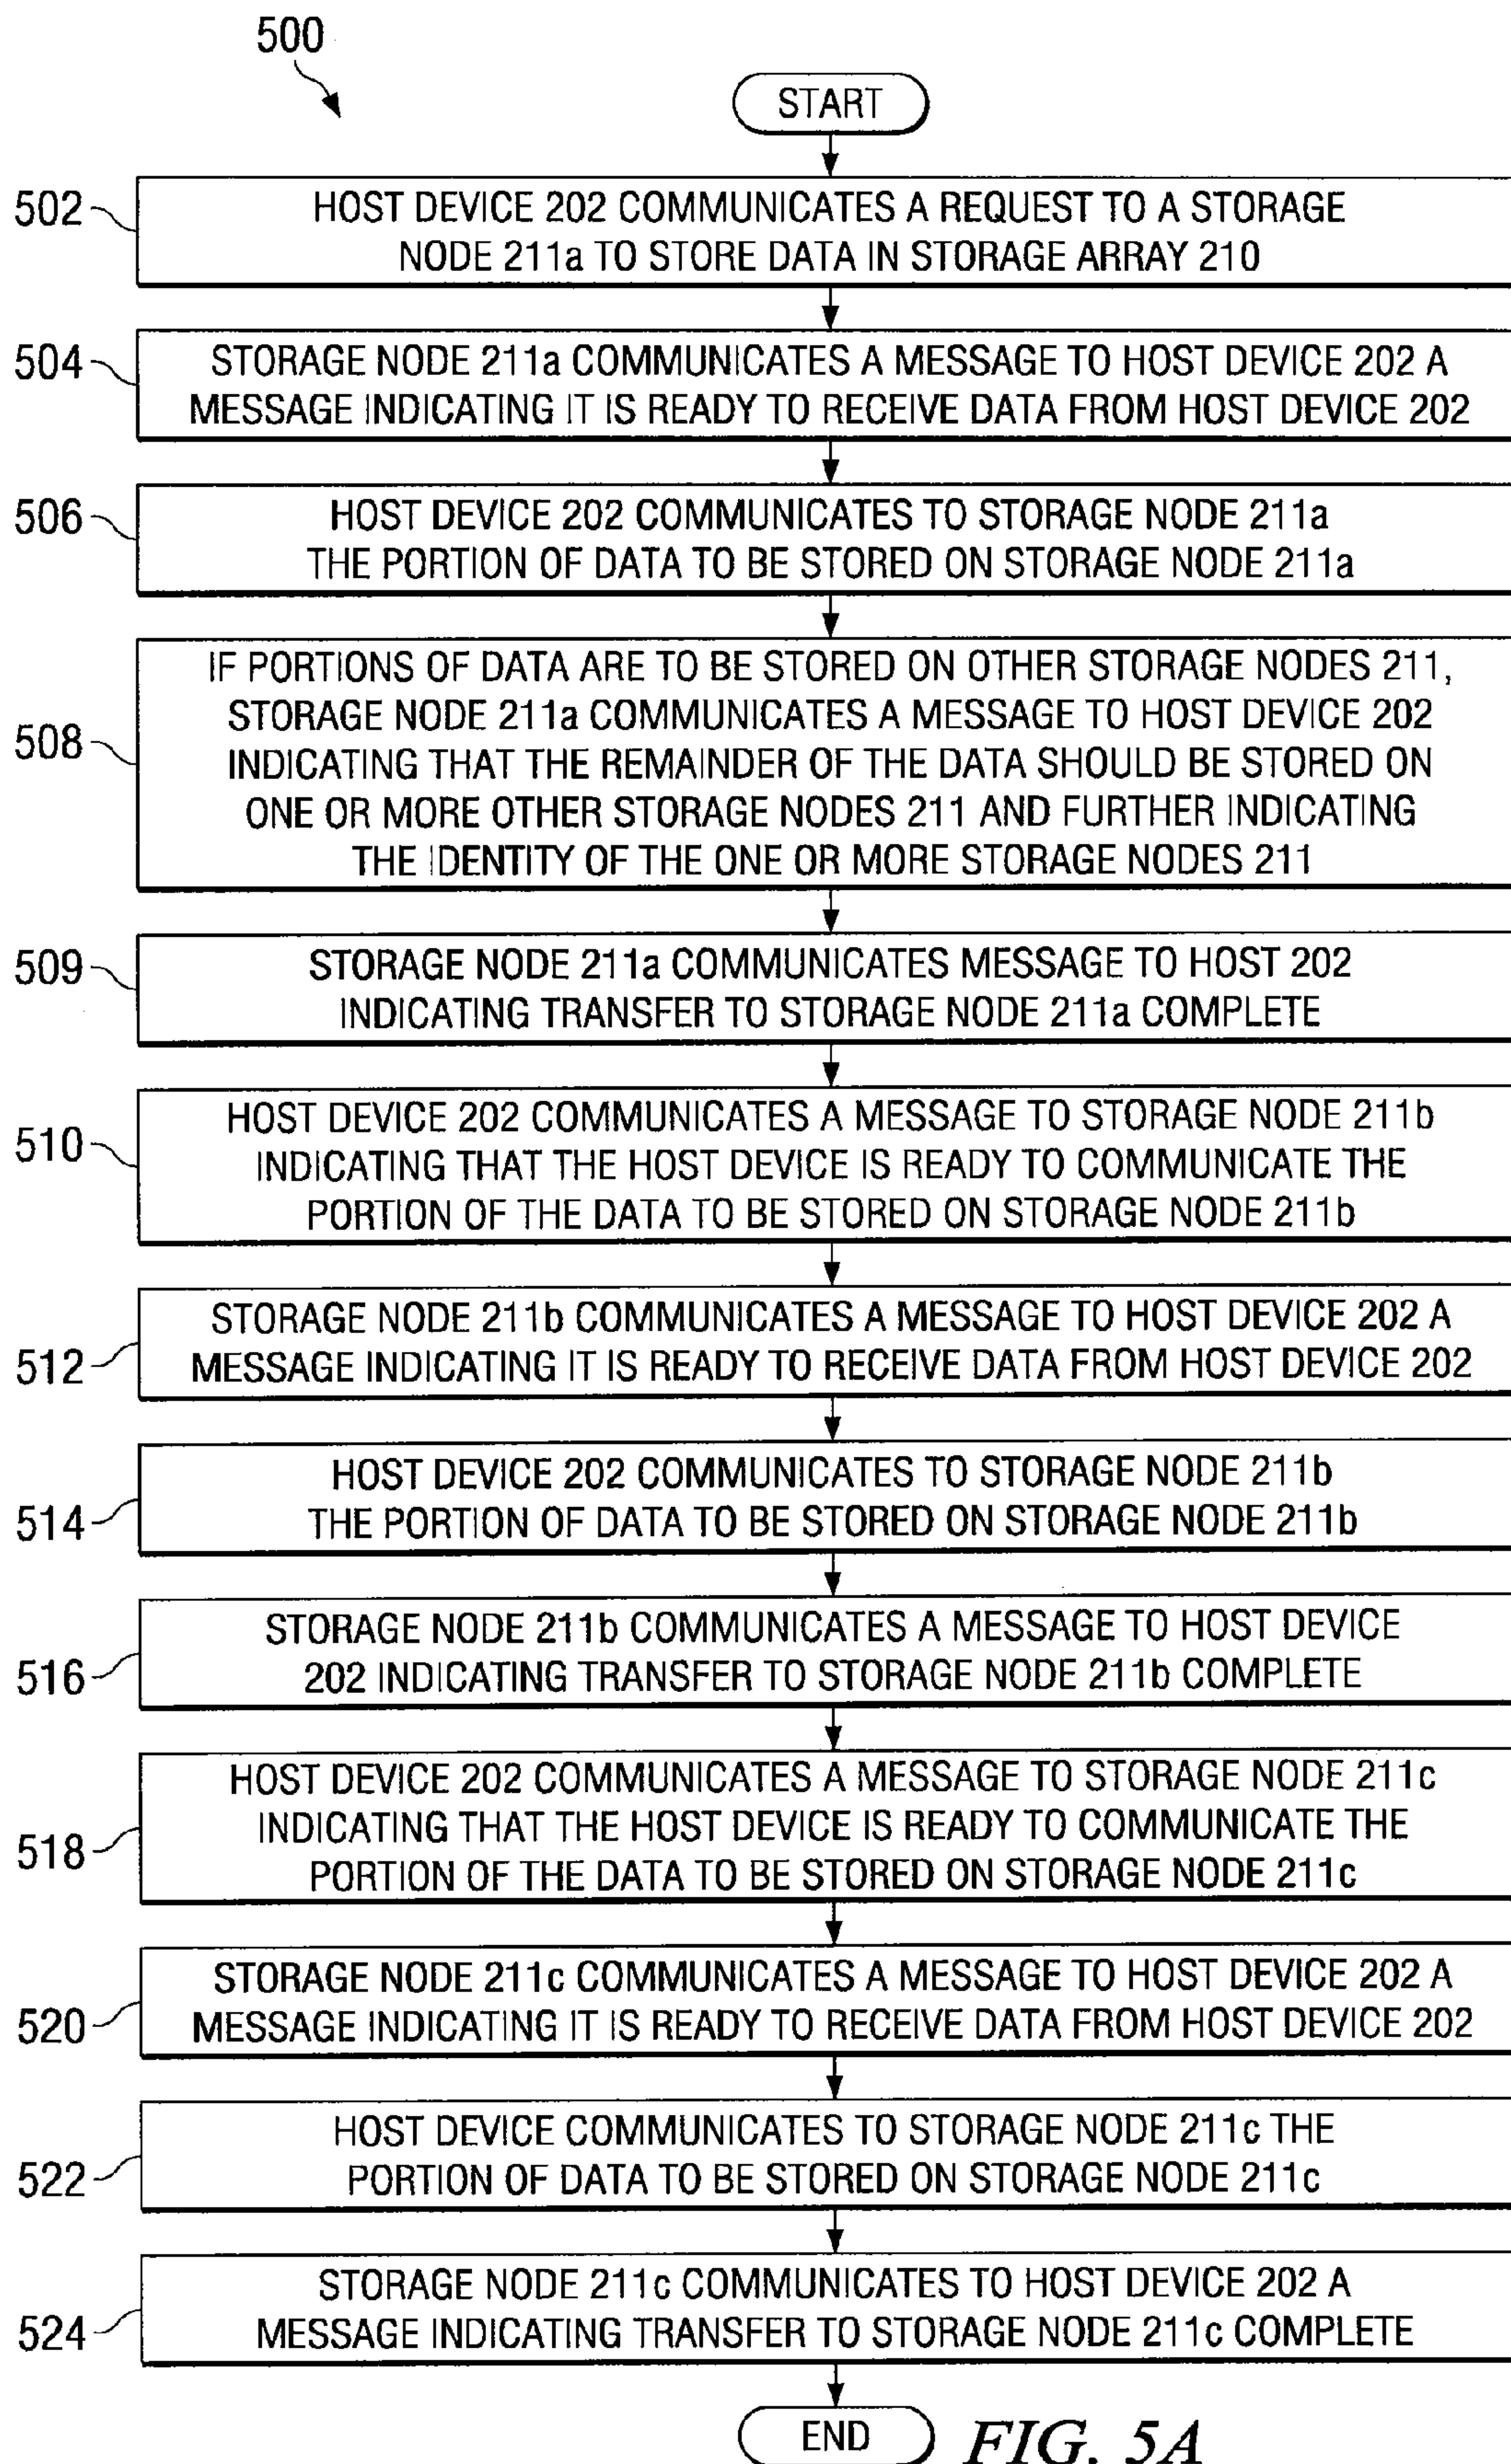 500
START
502
HOST DEVICE 202 COMMUNICATES A REQUEST TO A STORAGE
NODE 211a TO STORE DATA IN STORAGE ARRAY 210
504
STORAGE NODE 211a COMMUNICATES A MESSAGE TO HOST DEVICE 202 A
MESSAGE INDICATING IT IS READY TO RECEIVE DATA FROM HOST DEVICE 202
506
HOST DEVICE 202 COMMUNICATES TO STORAGE NODE 211a
THE PORTION OF DATA TO BE STORED ON STORAGE NODE 211a
508
IF PORTIONS OF DATA ARE TO BE STORED ON OTHER STORAGE NODES 211,
STORAGE NODE 211a COMMUNICATES A MESSAGE TO HOST DEVICE 202
INDICATING THAT THE REMAINDER OF THE DATA SHOULD BE STORED ON
ONE OR MORE OTHER STORAGE NODES 211 AND FURTHER INDICATING
THE IDENTITY OF THE ONE OR MORE STORAGE NODES 211
509
STORAGE NODE 211a COMMUNICATES MESSAGE TO HOST 202
INDICATING TRANSFER TO STORAGE NODE 211a COMPLETE
510
HOST DEVICE 202 COMMUNICATES A MESSAGE TO STORAGE NODE 211b
INDICATING THAT THE HOST DEVICE IS READY TO COMMUNICATE THE
PORTION OF THE DATA TO BE STORED ON STORAGE NODE 211b
512
STORAGE NODE 211b COMMUNICATES A MESSAGE TO HOST DEVICE 202 A
MESSAGE INDICATING IT IS READY TO RECEIVE DATA FROM HOST DEVICE 202
514
HOST DEVICE 202 COMMUNICATES TO STORAGE NODE 211b
THE PORTION OF DATA TO BE STORED ON STORAGE NODE 211b
516
STORAGE NODE 211b COMMUNICATES A MESSAGE TO HOST DEVICE
202 INDICATING TRANSFER TO STORAGE NODE 211b COMPLETE
518
HOST DEVICE 202 COMMUNICATES A MESSAGE TO STORAGE NODE 211c
INDICATING THAT THE HOST DEVICE IS READY TO COMMUNICATE THE
PORTION OF THE DATA TO BE STORED ON STORAGE NODE 211c
520
STORAGE NODE 211c COMMUNICATES A MESSAGE TO HOST DEVICE 202 A
MESSAGE INDICATING IT IS READY TO RECEIVE DATA FROM HOST DEVICE 202
522
HOST DEVICE COMMUNICATES TO STORAGE NODE 211c THE
PORTION OF DATA TO BE STORED ON STORAGE NODE 211c
524
STORAGE NODE 211c COMMUNICATES TO HOST DEVICE 202 A
MESSAGE INDICATING TRANSFER TO STORAGE NODE 211c COMPLETE
END
FIG. 5A